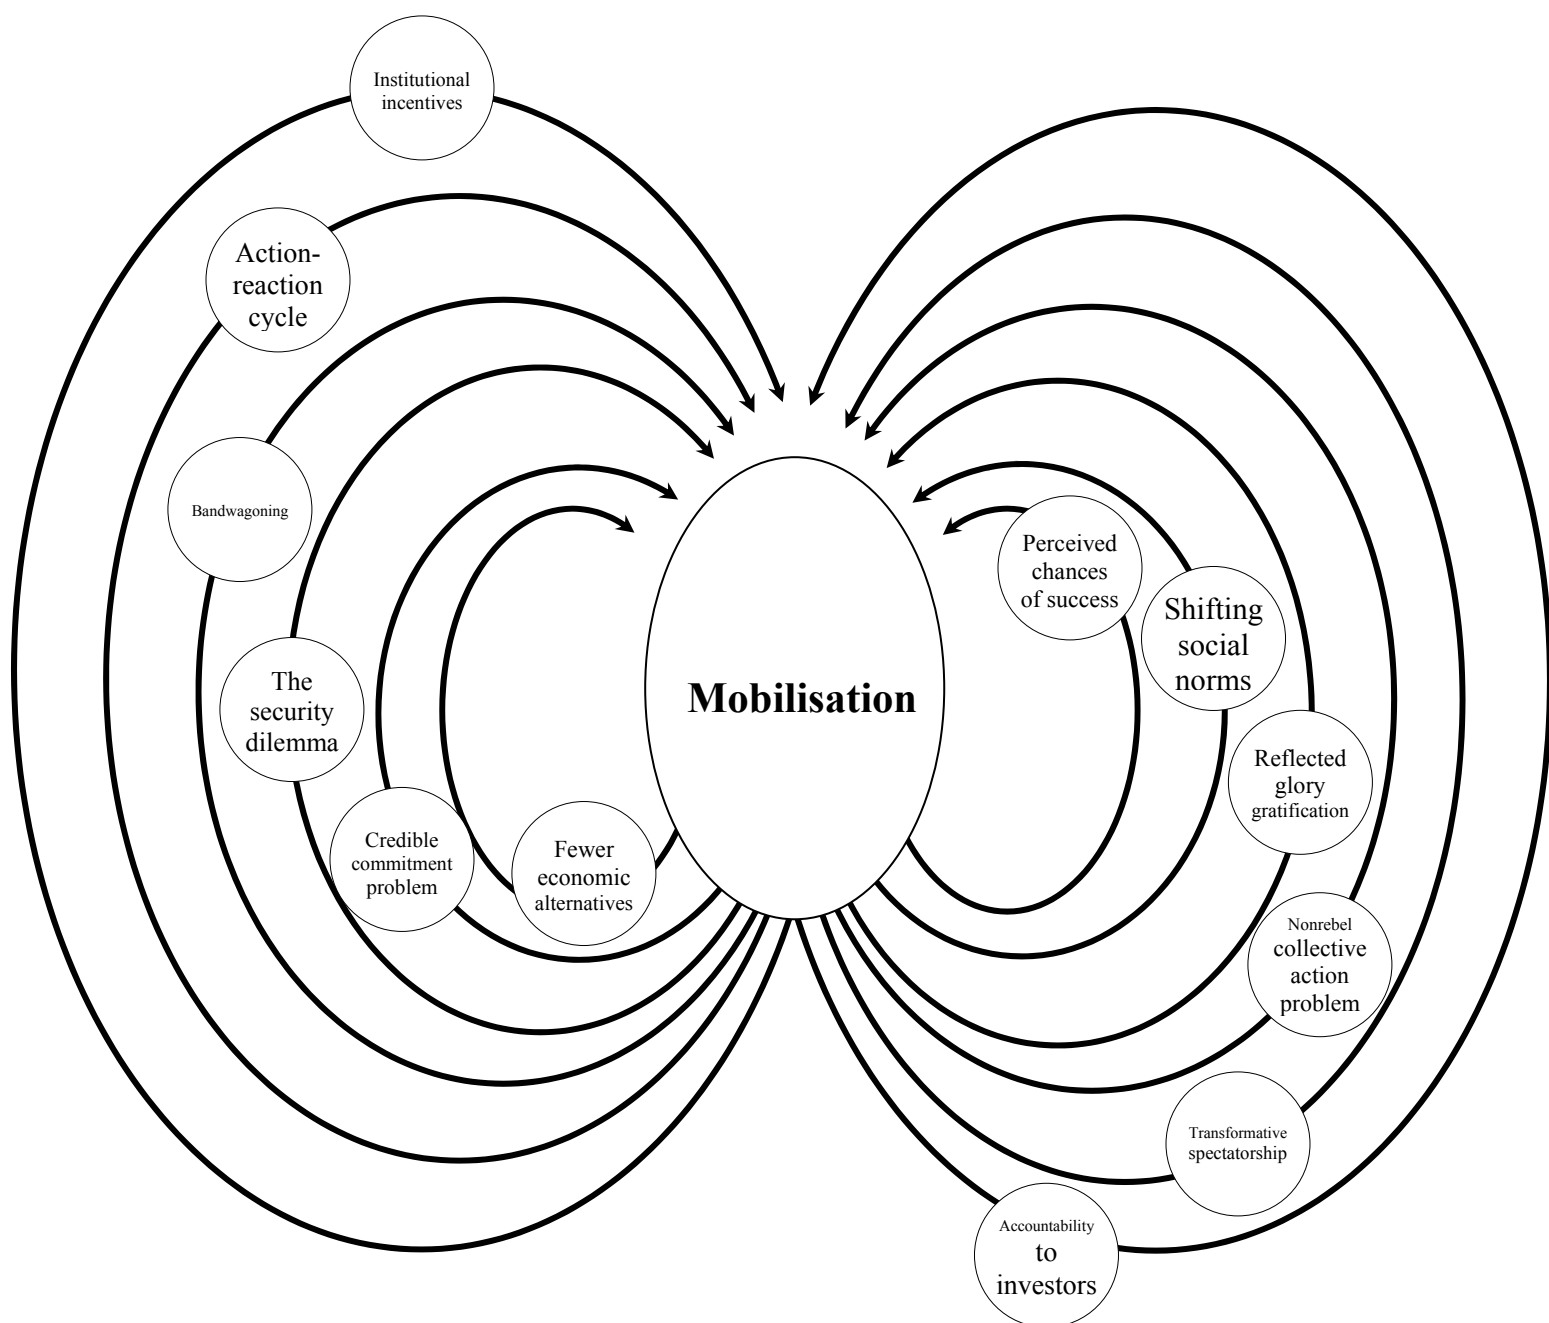 Institutional
incentives
Action-
reaction
cycle
Bandwagoning
The
security
dilemma
Credible
commitment
problem
Fewer
economic
alternatives
Mobilisation
Perceived
chances
of success
Shifting
social
norms
Reflected
glory
gratification
Nonrebel
collective
action
problem
Transformative
spectatorship
Accountability
to
investors